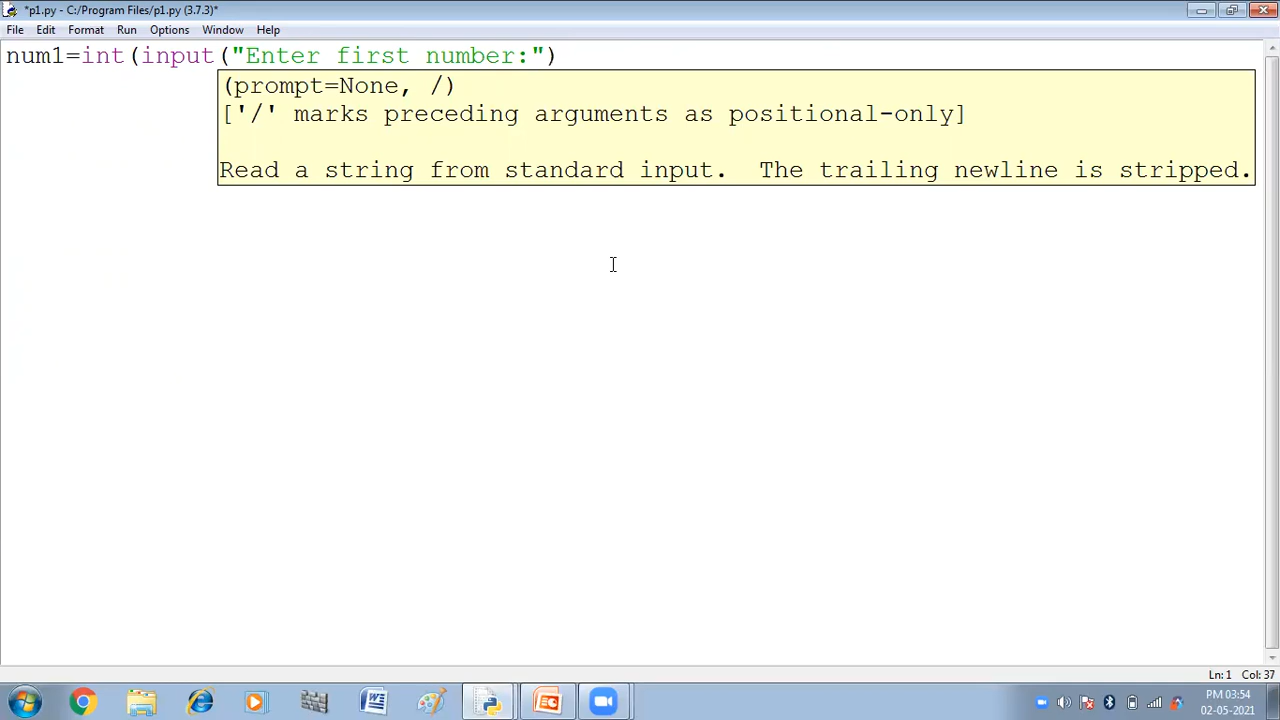 *p1.py - C:/Program Files/p1.py (3.7.3)*
File Edit Format Run Options Window Help
num1=int(input("Enter first number:")
(prompt=None, /)
['/' marks preceding arguments as positional-only]
Read a string from standard input.  The trailing newline is stripped.
Ln: 1 Col: 37
PM 03:54
02-05-2021